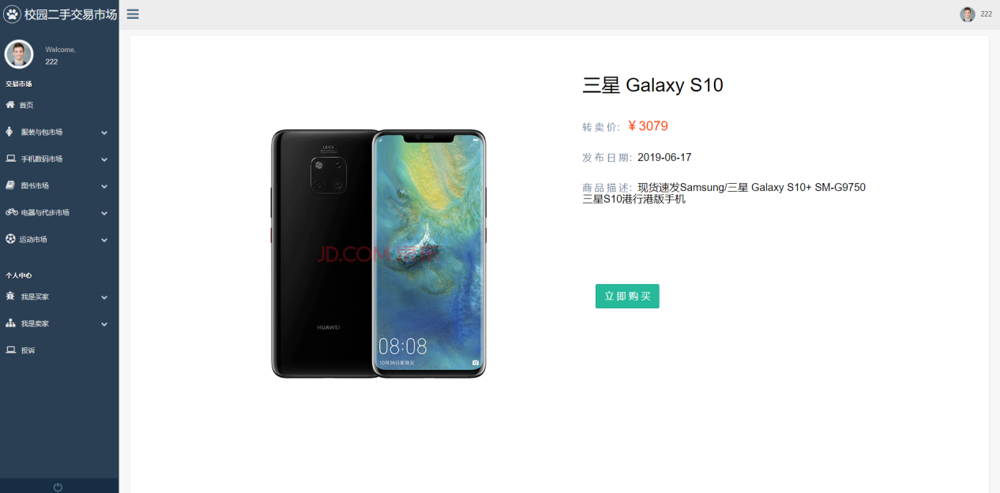 校园二手交易市场
222
Welcome,
222
交易市场
首页
服装与包市场
手机数码市场
图书市场
电器与代步市场
运动市场
个人中心
我是买家
我是卖家
投诉
三星 Galaxy S10
转卖价: ¥3079
发布日期: 2019-06-17
商品描述: 现货速发Samsung/三星 Galaxy S10+ SM-G9750
三星S10港行港版手机
立即购买
LEICA
JD.COM 京东
HUAWEI
08:08
10月26日星期五